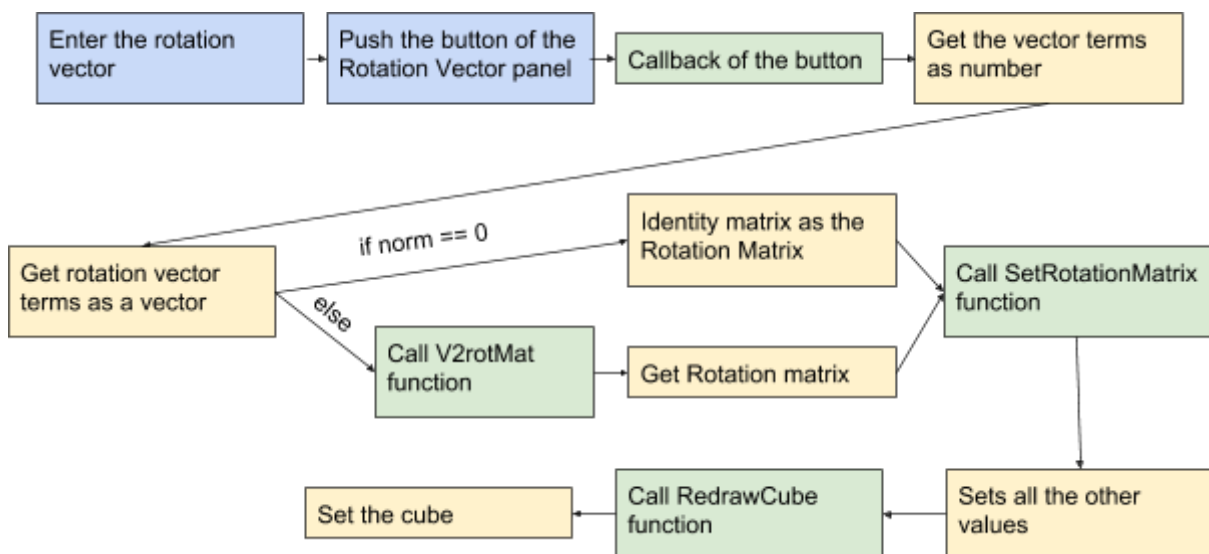 Enter the rotation
vector
Push the button of the
Rotation Vector panel
Callback of the button
Get the vector terms
as number
Get rotation vector
terms as a vector
if norm == 0
else
Identity matrix as the
Rotation Matrix
Call V2rotMat
function
Get Rotation matrix
Call SetRotationMatrix
function
Sets all the other
values
Call RedrawCube
function
Set the cube